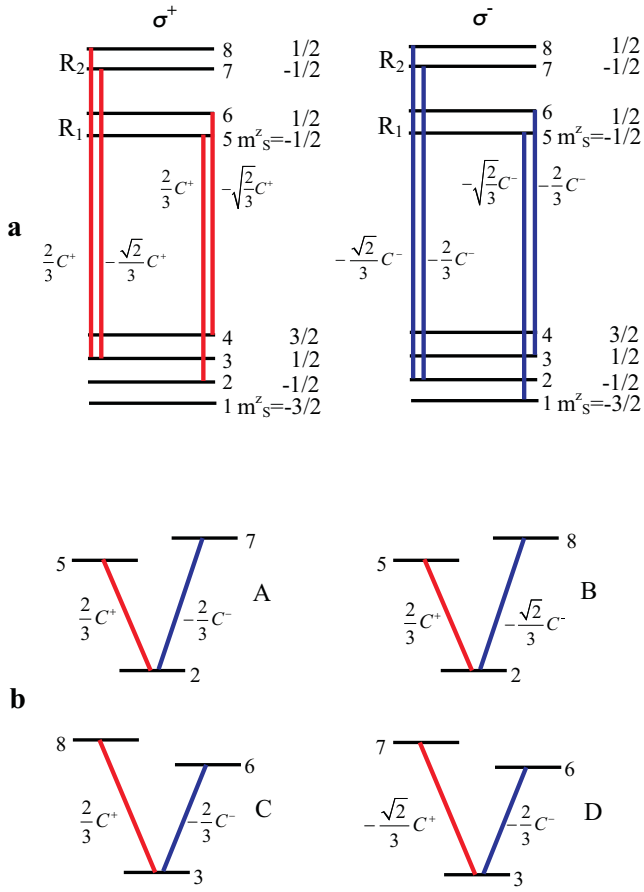 σ⁺ σ⁻
8 1/2 8 1/2
R₂ 7 -1/2 R₂ 7 -1/2
6 1/2 6 1/2
R₁ 5 mᶻₛ=-1/2 R₁ 5 mᶻₛ=-1/2
2/3 C⁺ -√(2/3) C⁺ -√(2/3) C⁻ -2/3 C⁻
a
2/3 C⁺ -√2/3 C⁺ -√2/3 C⁻ -2/3 C⁻
4 3/2 4 3/2
3 1/2 3 1/2
2 -1/2 2 -1/2
1 mᶻₛ=-3/2 1 mᶻₛ=-3/2
5 7 5 8
2/3 C⁺ -2/3 C⁻ A 2/3 C⁺ -√2/3 C⁻ B
2 2
b
8 6 7 6
2/3 C⁺ -2/3 C⁻ C -√2/3 C⁺ -2/3 C⁻ D
3 3